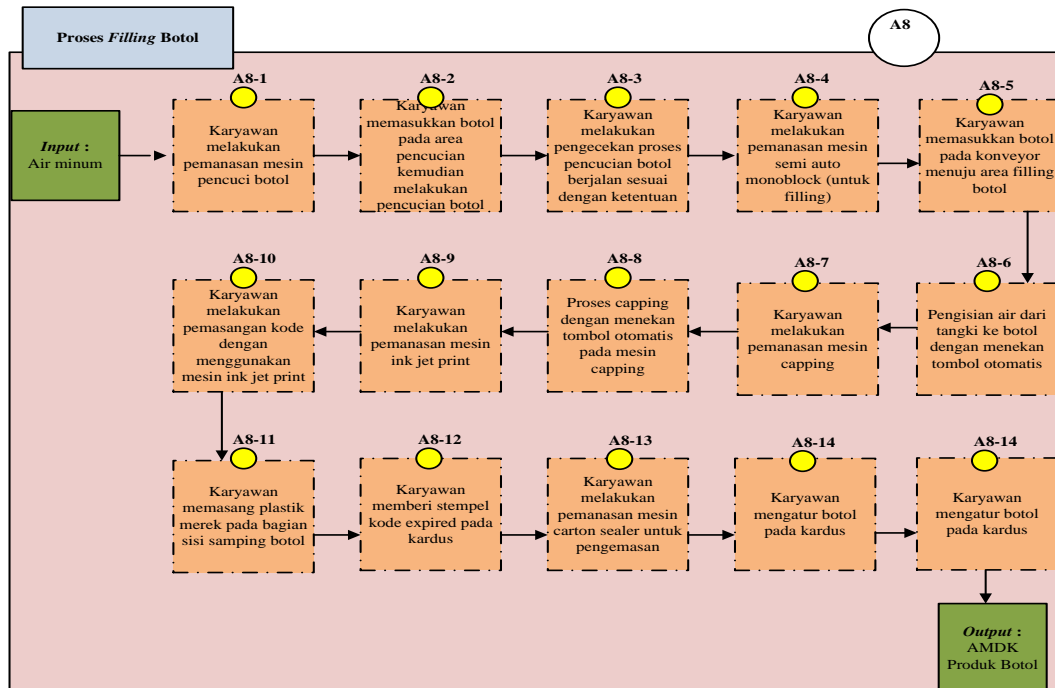 Proses Filling Botol
A8
A8-1
A8-2
A8-3
A8-4
A8-5
Input :
Air minum
Karyawan
melakukan
pemanasan mesin
pencuci botol
Karyawan
memasukkan botol
pada area
pencucian
kemudian
melakukan
pencucian botol
Karyawan
melakukan
pengecekan proses
pencucian botol
berjalan sesuai
dengan ketentuan
Karyawan
melakukan
pemanasan mesin
semi auto
monoblock (untuk
filling)
Karyawan
memasukkan botol
pada konveyor
menuju area filling
botol
A8-10
A8-9
A8-8
A8-7
A8-6
Pengisian air dari
tangki ke botol
dengan menekan
tombol otomatis
Karyawan
melakukan
pemanasan mesin
capping
Proses capping
dengan menekan
tombol otomatis
pada mesin
capping
Karyawan
melakukan
pemanasan mesin
ink jet print
Karyawan
melakukan
pemasangan kode
dengan
menggunakan
mesin ink jet print
A8-11
A8-12
A8-13
A8-14
A8-14
Karyawan
memasang plastik
merek pada bagian
sisi samping botol
Karyawan
memberi stempel
kode expired pada
kardus
Karyawan
melakukan
pemanasan mesin
carton sealer untuk
pengemasan
Karyawan
mengatur botol
pada kardus
Karyawan
mengatur botol
pada kardus
Output :
AMDK
Produk Botol